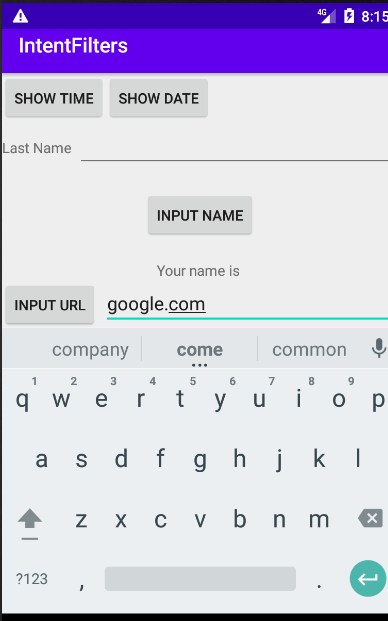 4G 8:15
IntentFilters
SHOW TIME SHOW DATE
Last Name
INPUT NAME
Your name is
INPUT URL google.com
company come common
1 2 3 4 5 6 7 8 9
q w e r t y u i o p
a s d f g h j k l
z x c v b n m
?123 , .